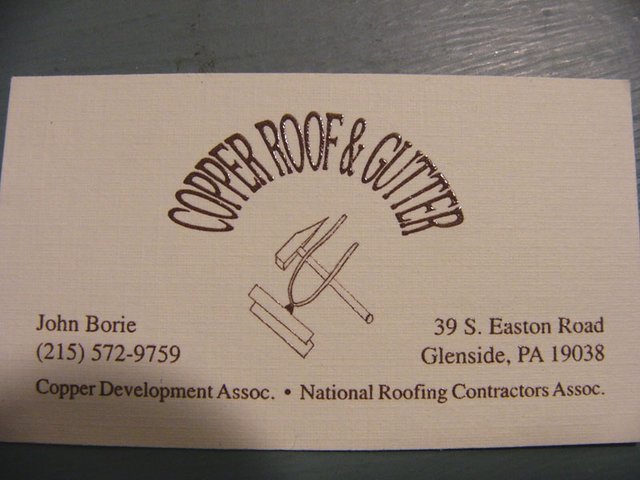 COPPER ROOF & GUTTER
John Borie
(215) 572-9759
39 S. Easton Road
Glenside, PA 19038
Copper Development Assoc. • National Roofing Contractors Assoc.